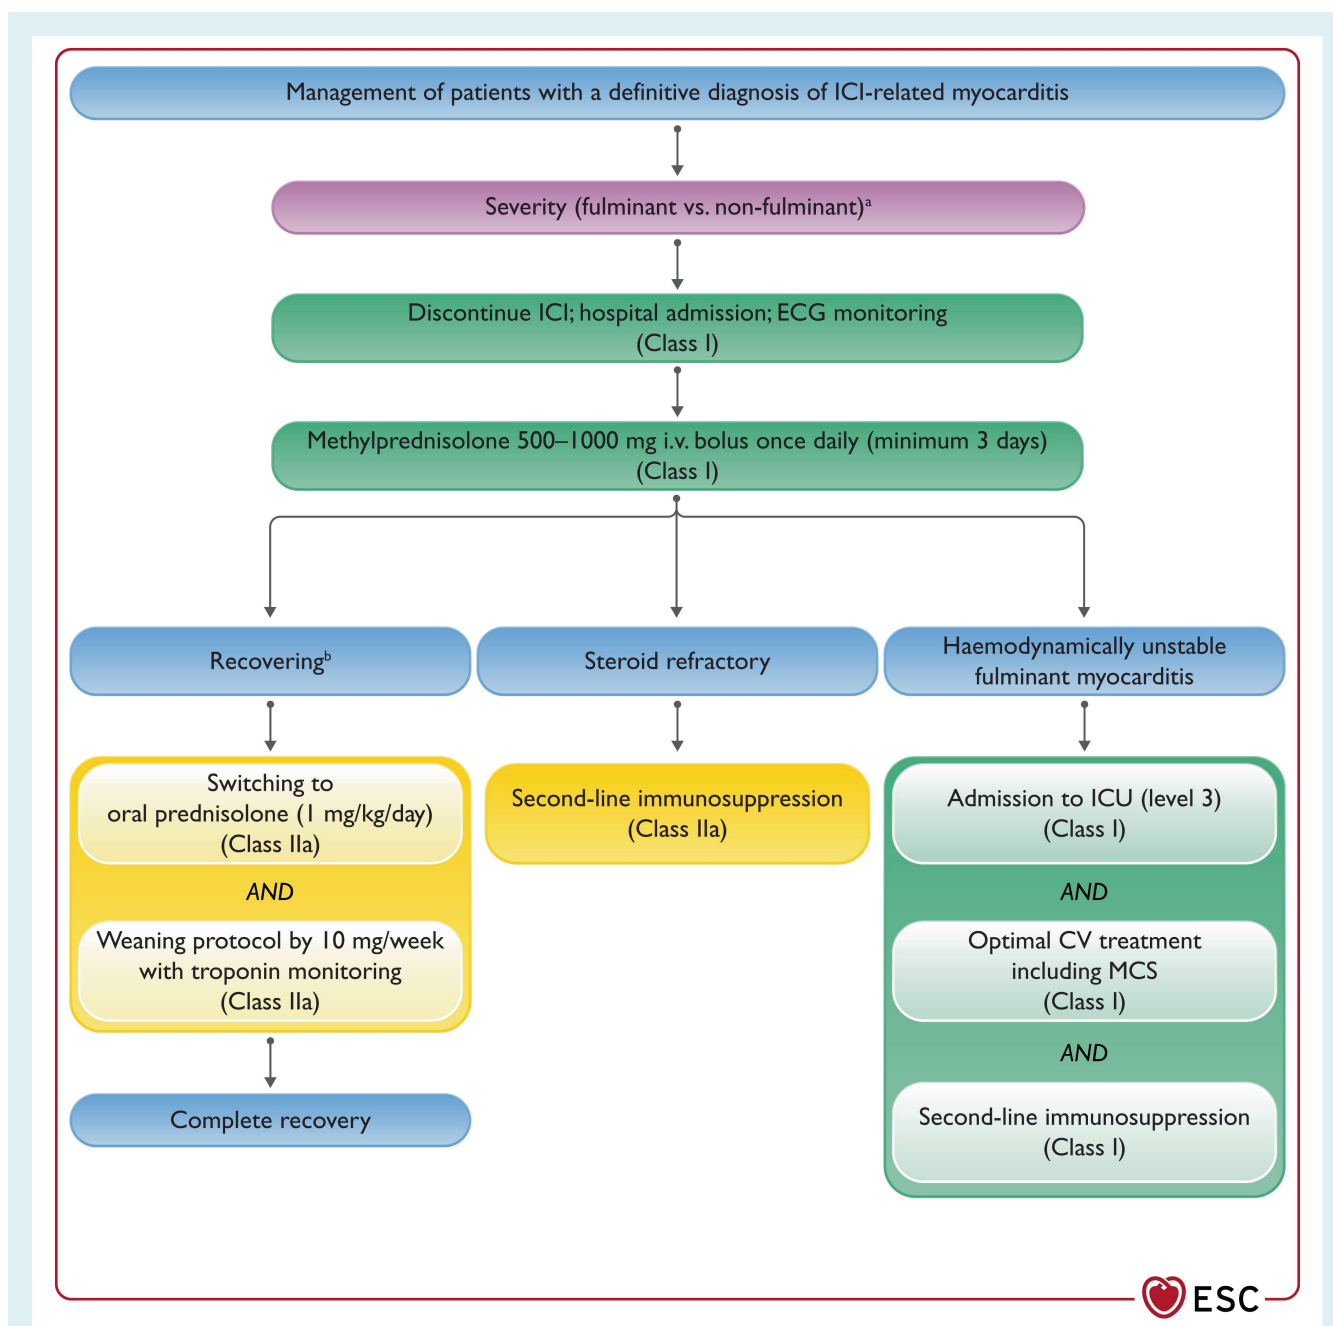 Management of patients with a definitive diagnosis of ICI-related myocarditis
Severity (fulminant vs. non-fulminant)ᵃ
Discontinue ICI; hospital admission; ECG monitoring
(Class I)
Methylprednisolone 500–1000 mg i.v. bolus once daily (minimum 3 days)
(Class I)
Recoveringᵇ
Switching to
oral prednisolone (1 mg/kg/day)
(Class IIa)
AND
Weaning protocol by 10 mg/week
with troponin monitoring
(Class IIa)
Complete recovery
Steroid refractory
Second-line immunosuppression
(Class IIa)
Haemodynamically unstable
fulminant myocarditis
Admission to ICU (level 3)
(Class I)
AND
Optimal CV treatment
including MCS
(Class I)
AND
Second-line immunosuppression
(Class I)
ESC